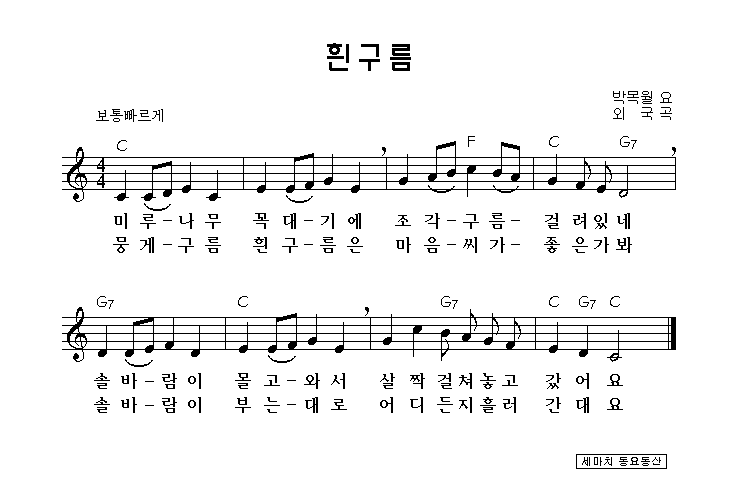 흰구름
박목월 요
보통빠르게
외 국 곡
C F C G7
4
4
미 루-나 무 꼭 대-기 에 조 각-구 름- 걸 려있 네
뭉 게-구 름 흰 구-름 은 마 음-씨 가- 좋 은가 봐
G7 C G7 C G7 C
솔 바-람 이 몰 고-와 서 살 짝 걸쳐놓고 갔 어 요
솔 바-람 이 부 는-대 로 어 디 든지흘러 간 대 요
세마치 동요동산